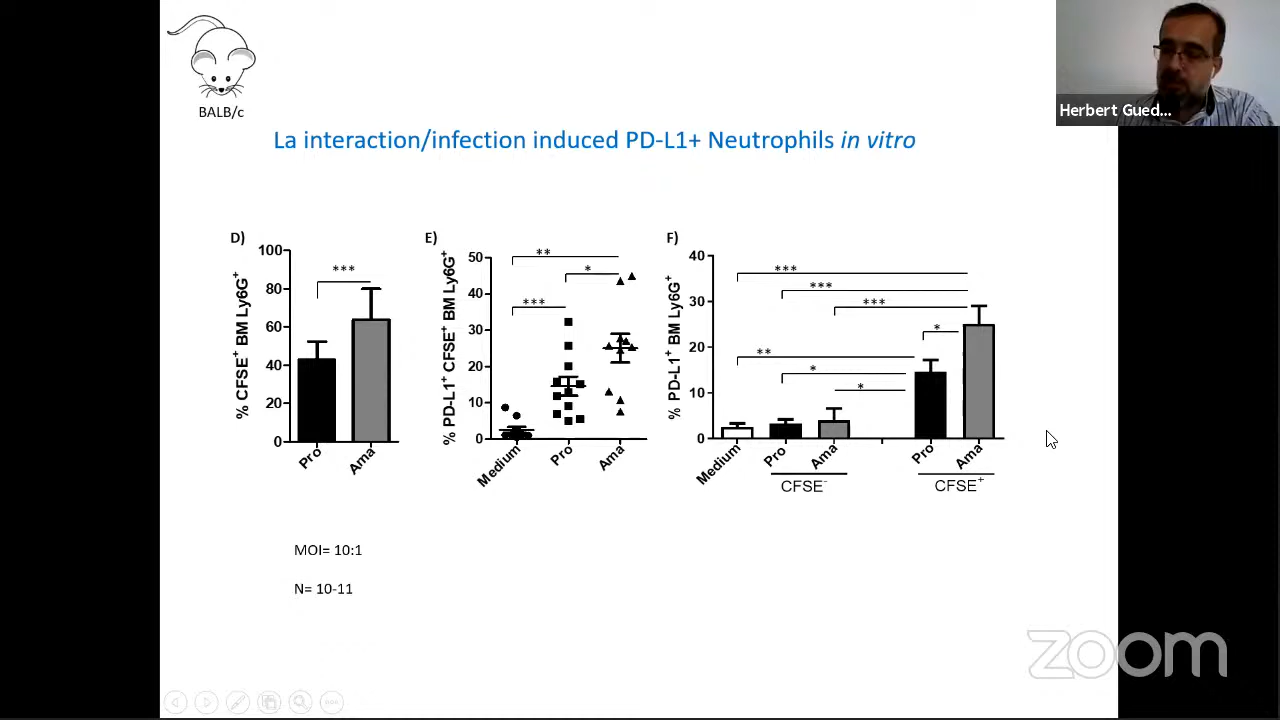 BALB/c
Herbert Gued...
La interaction/infection induced PD-L1+ Neutrophils in vitro
D)
% CFSE+ BM Ly6G+
100
80
60
40
20
0
***
Pro
Ama
E)
% PD-L1+ CFSE+ BM Ly6G+
50
40
30
20
10
0
**
*
***
Medium
Pro
Ama
F)
% PD-L1+ BM Ly6G+
40
30
20
10
0
***
***
***
*
**
*
*
Medium
Pro
Ama
CFSE-
Pro
Ama
CFSE+
MOI= 10:1
N= 10-11
zoom